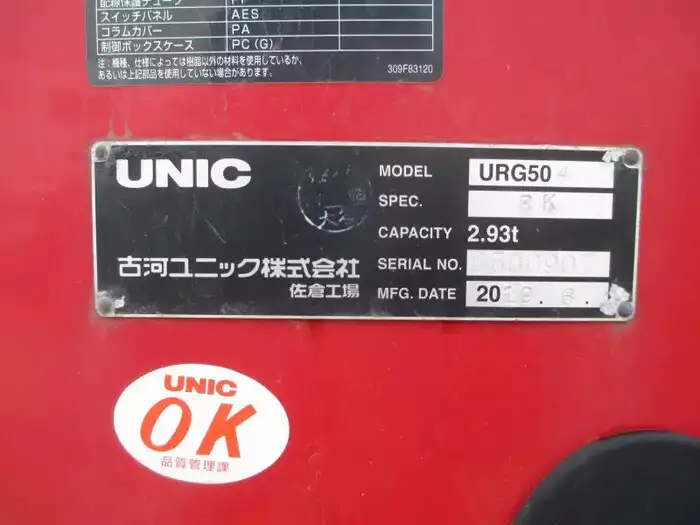 スイッチパネル AES
コラムカバー PA
制御ボックスケース PC(G)
注:機種、仕様によっては樹脂以外の材料を使用しているか、
あるいは上記部品を使用していない場合があります。 309F83120
UNIC
MODEL URG504
SPEC.
CAPACITY 2.93t
SERIAL NO.
古河ユニック株式会社
佐倉工場
MFG. DATE 20
UNIC
OK
品質管理課